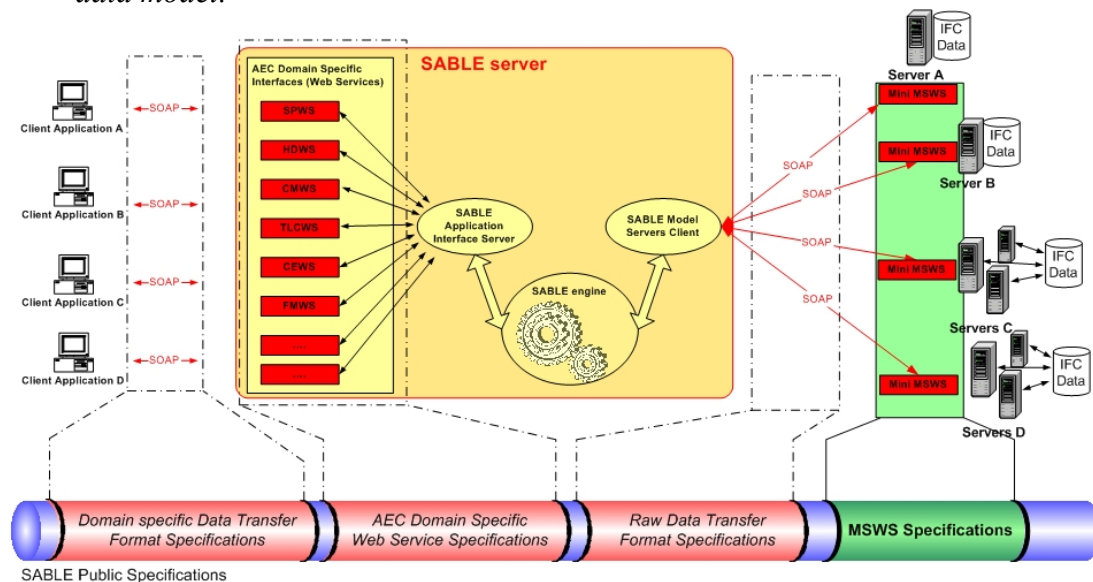 data model.
SABLE server
AEC Domain Specific
Interfaces (Web Services)
SPWS
HDWS
CMWS
TLCWS
CEWS
FMWS
.....
.....
Client Application A
Client Application B
Client Application C
Client Application D
SOAP
SOAP
SOAP
SOAP
SABLE
Application
Interface Server
SABLE engine
SABLE Model
Servers Client
SOAP
SOAP
SOAP
SOAP
IFC
Data
Server A
Mini MSWS
Mini MSWS
IFC
Data
Server B
Mini MSWS
IFC
Data
Servers C
Mini MSWS
IFC
Data
Servers D
Domain specific Data Transfer
Format Specifications
AEC Domain Specific
Web Service Specifications
Raw Data Transfer
Format Specifications
MSWS Specifications
SABLE Public Specifications